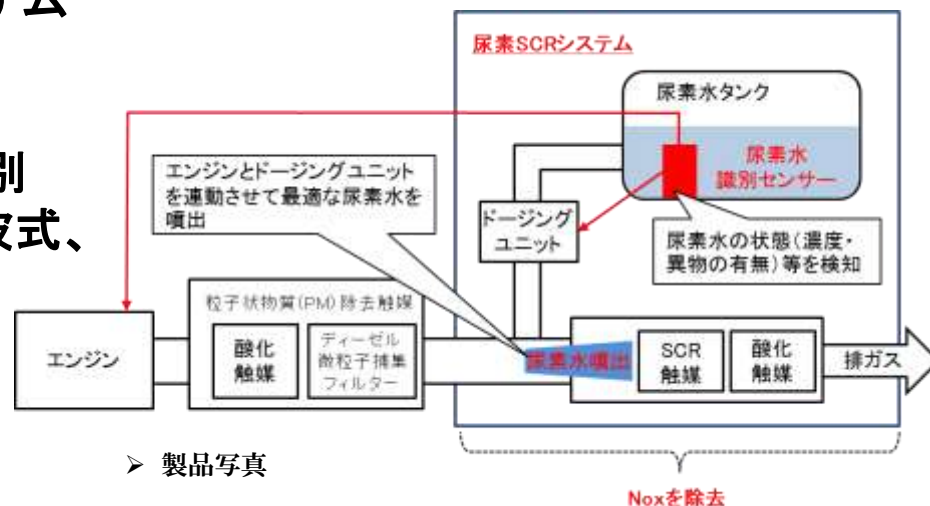 テム
別
皮式、
尿素SCRシステム
尿素水タンク
尿素水
識別センサー
エンジンとドージングユニット
を連動させて最適な尿素水を
噴出
ドージング
ユニット
尿素水の状態(濃度・
異物の有無)等を検知
粒子状物質(PM)除去触媒
エンジン
酸化
触媒
ディーゼル
微粒子捕集
フィルター
尿素水噴出
SCR
触媒
酸化
触媒
排ガス
➢ 製品写真
Noxを除去